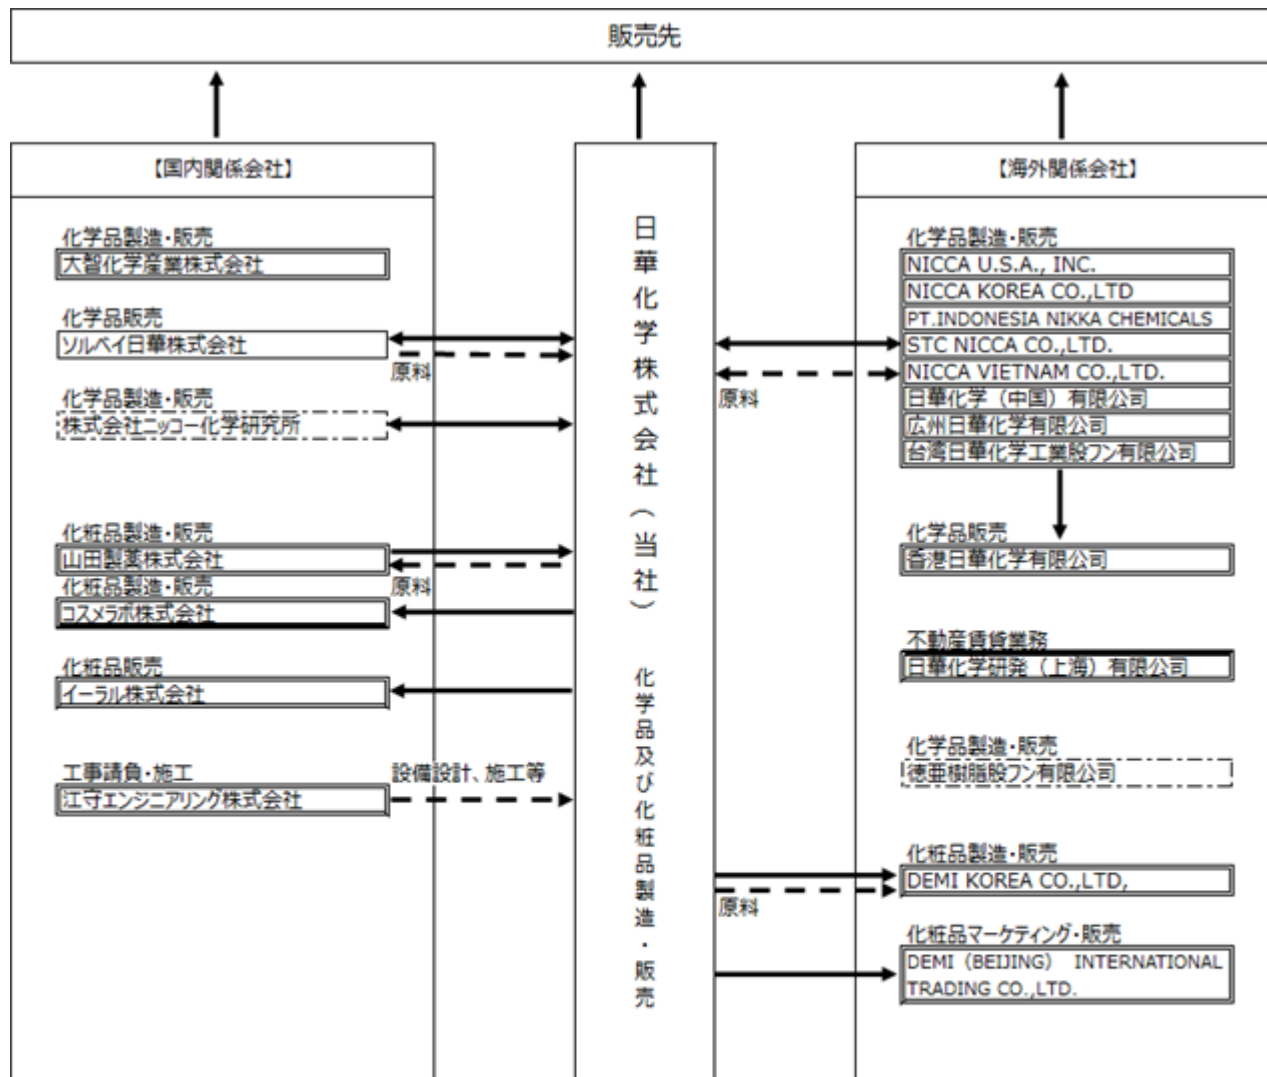 販売先
【国内関係会社】
化学品製造・販売
大智化学産業株式会社
化学品販売
ソルベイ日華株式会社
原料
化学品製造・販売
株式会社ニッコー化学研究所
化粧品製造・販売
山田製薬株式会社
原料
化粧品製造・販売
コスメラボ株式会社
化粧品販売
イーラル株式会社
工事請負・施工
設備設計、施工等
江守エンジニアリング株式会社
日華化学株式会社(当社)
化学品及び化粧品製造・販売
【海外関係会社】
化学品製造・販売
NICCA U.S.A., INC.
NICCA KOREA CO.,LTD
PT.INDONESIA NIKKA CHEMICALS
STC NICCA CO.,LTD.
NICCA VIETNAM CO.,LTD.
原料
日華化学(中国)有限公司
広州日華化学有限公司
台湾日華化学工業股フン有限公司
化学品販売
香港日華化学有限公司
不動産賃貸業務
日華化学研発(上海)有限公司
化学品製造・販売
徳亜樹脂股フン有限公司
化粧品製造・販売
DEMI KOREA CO.,LTD,
原料
化粧品マーケティング・販売
DEMI(BEIJING) INTERNATIONAL
TRADING CO.,LTD.